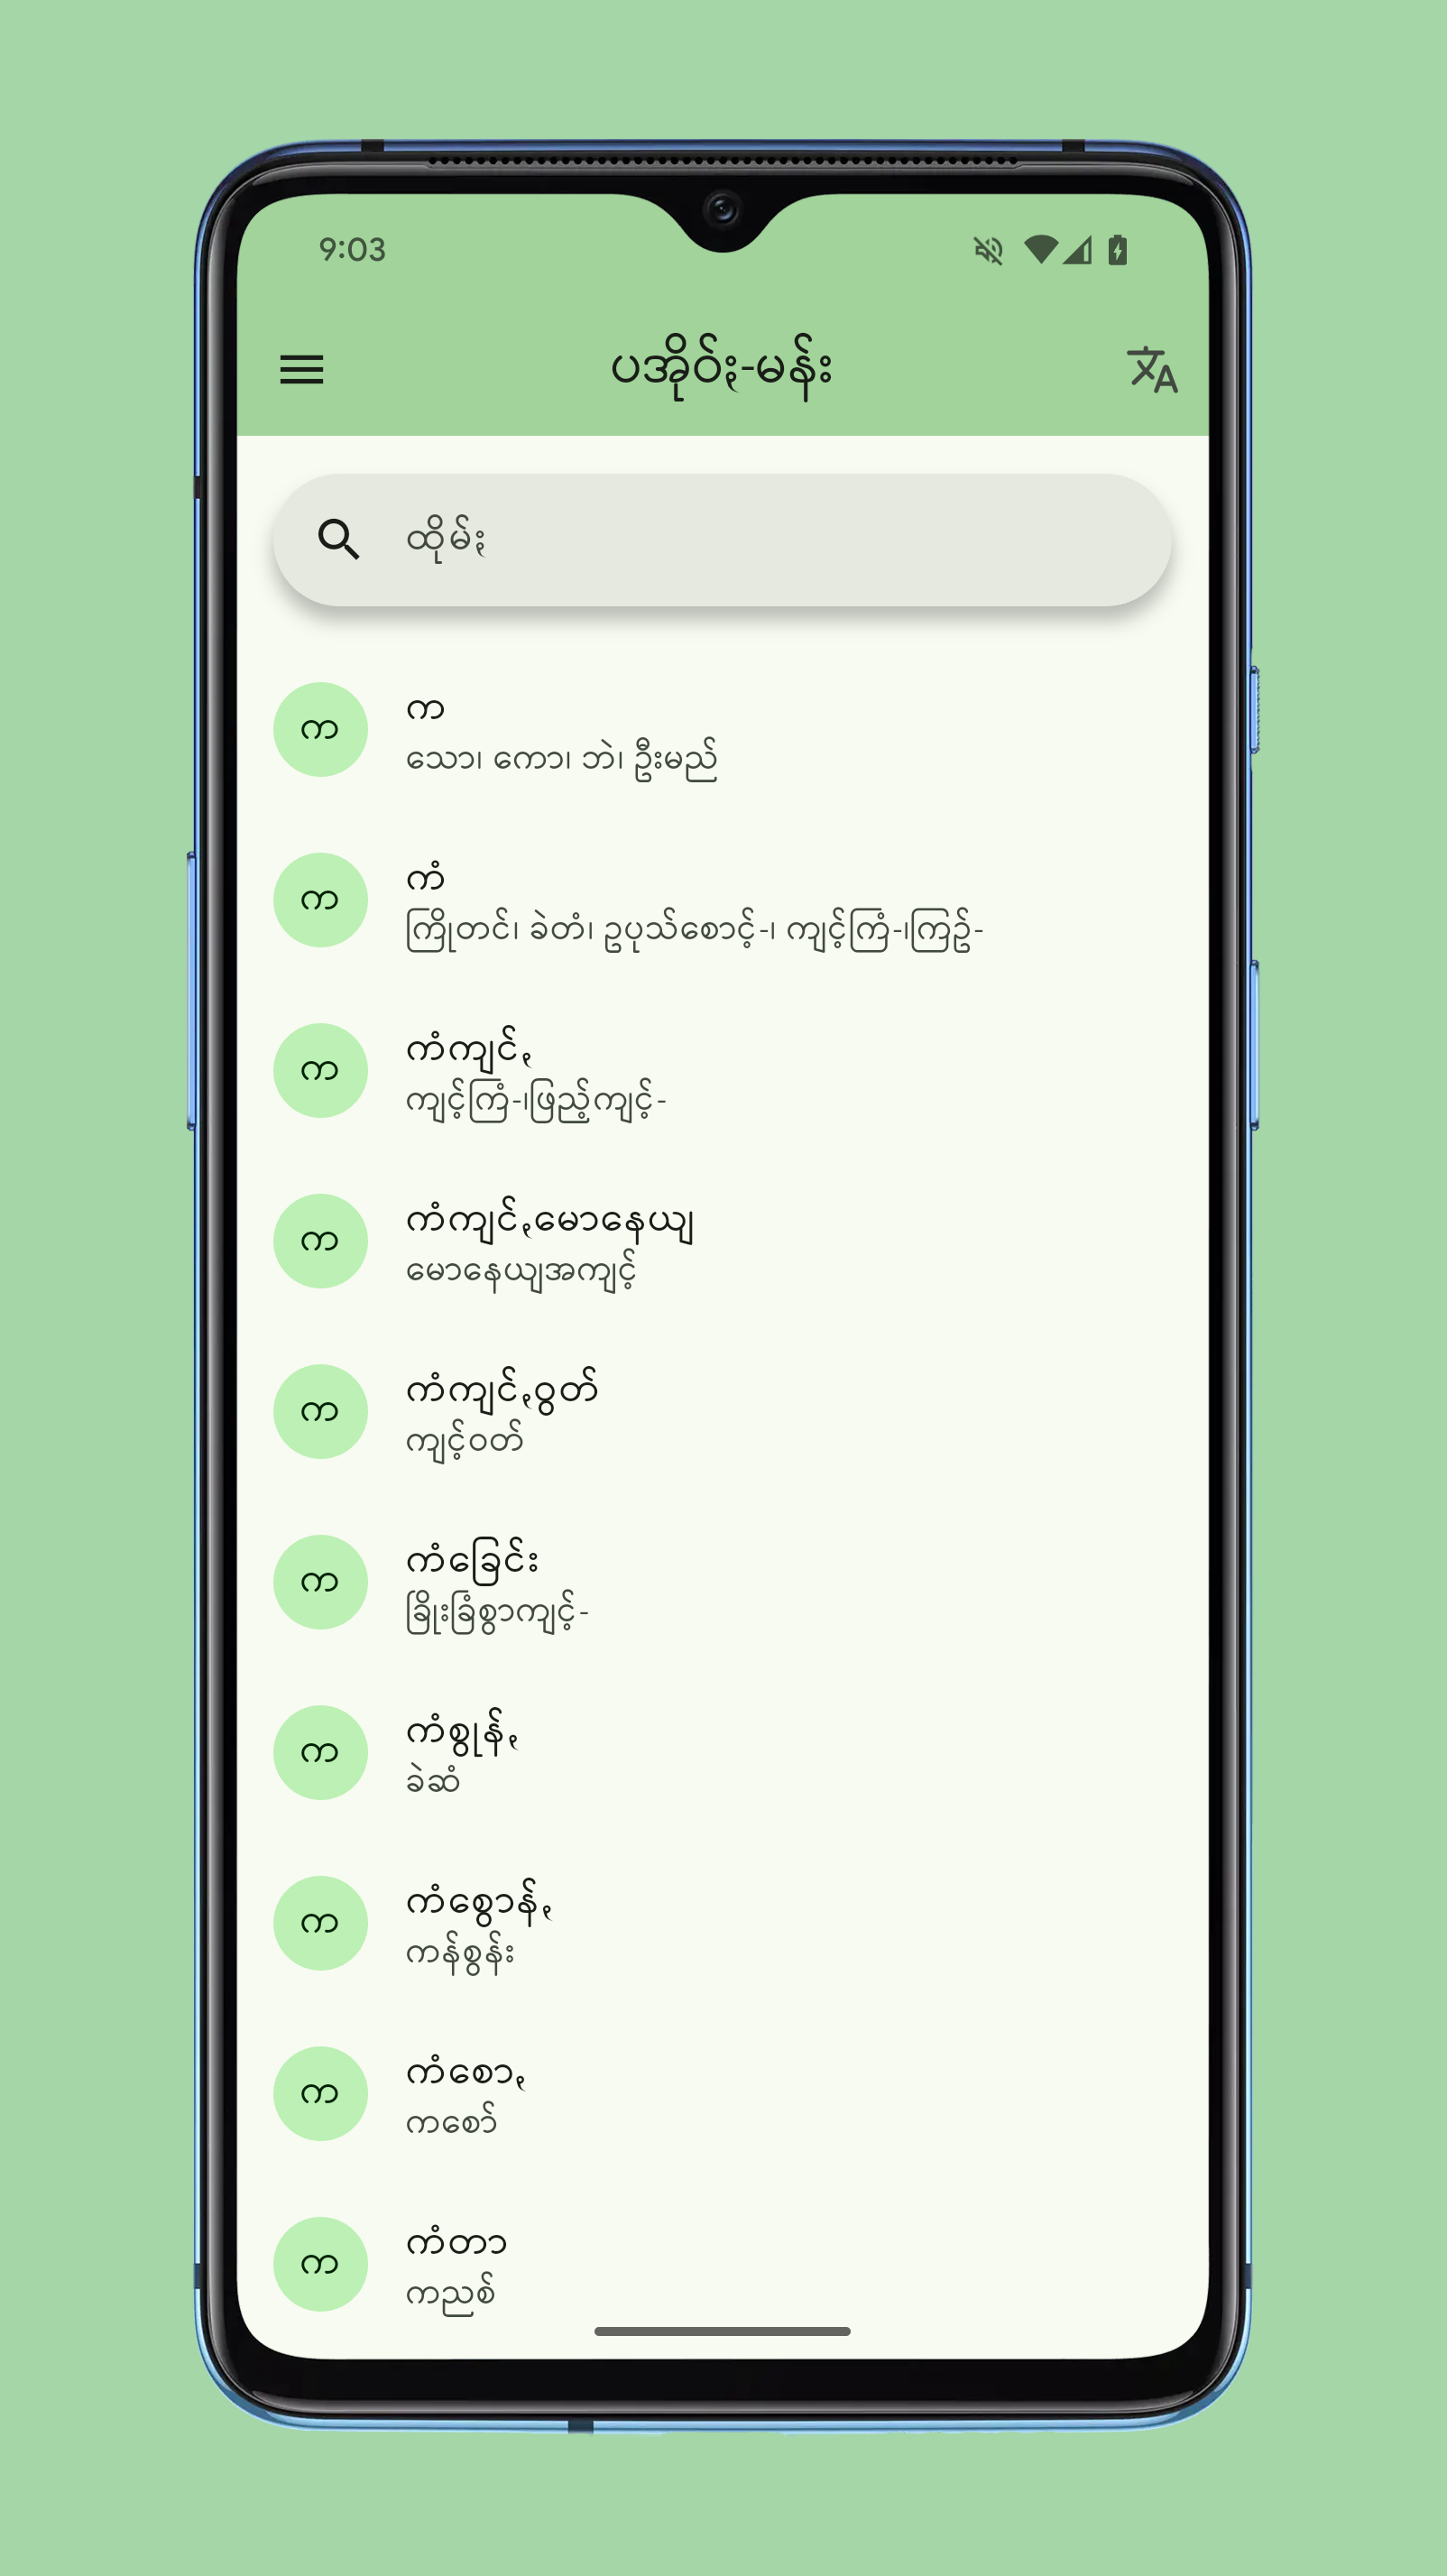 9:03
ပအိုဝ်ႏ-မန်း
ထိုမ်ႏ
က
က
သော၊ ကော၊ ဘဲ၊ ဦးမည်
က
ကံ
ကြိုတင်၊ ခဲတံ၊ ဥပုသ်စောင့်-၊ ကျင့်ကြံ-၊ကြဥ်-
က
ကံကျင်ႇ
ကျင့်ကြံ-၊ဖြည့်ကျင့်-
က
ကံကျင်ႇမောနေယျ
မောနေယျအကျင့်
က
ကံကျင်ႇဝွတ်
ကျင့်ဝတ်
က
ကံခြေင်း
ခြိုးခြံစွာကျင့်-
က
ကံစွုန်ႇ
ခဲဆံ
က
ကံစွောန်ႇ
ကန်စွန်း
က
ကံစောႇ
ကစော်
က
ကံတာ
ကညစ်